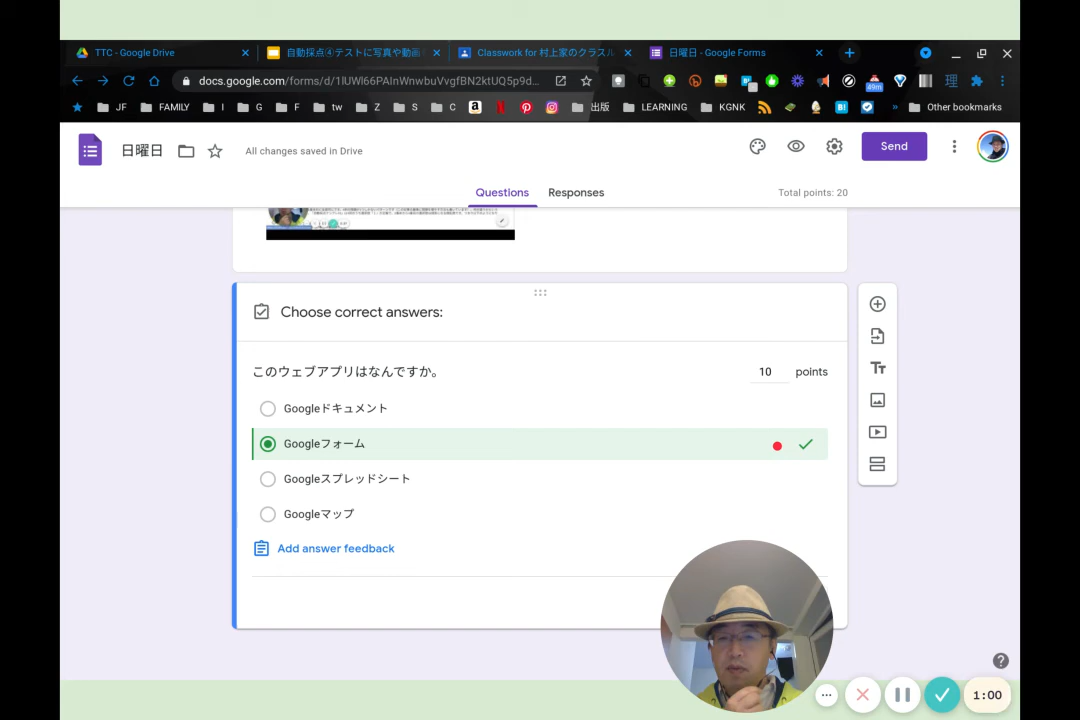 TTC - Google Drive
自動採点④テストに写真や動画
Classwork for 村上家のクラスル
日曜日 - Google Forms
docs.google.com/forms/d/1lUWl66PAlnWnwbuVvgfBN2ktUQ5p9d...
49m
JF
FAMILY
I
G
F
tw
Z
S
C
a
出版
LEARNING
KGNK
B!
»
Other bookmarks
日曜日
All changes saved in Drive
Send
Questions
Responses
Total points: 20
Choose correct answers:
このウェブアプリはなんですか。
10 points
Googleドキュメント
Googleフォーム
Googleスプレッドシート
Googleマップ
Add answer feedback
Tт
1:00